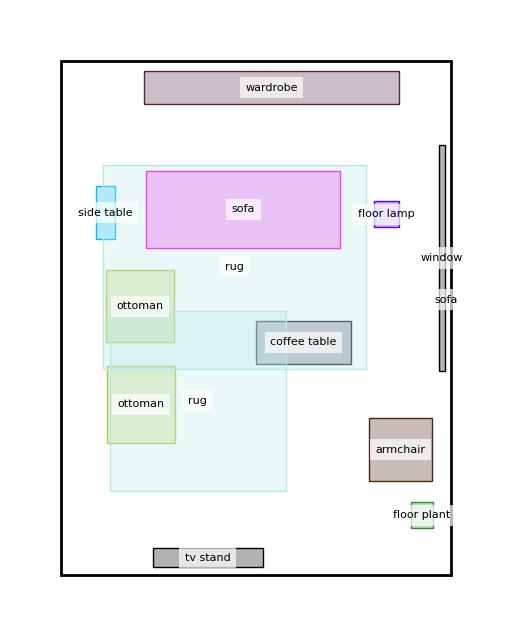 wardrobe
sofa
side table
floor lamp
window
rug
sofa
ottoman
coffee table
rug
ottoman
armchair
floor plant
tv stand